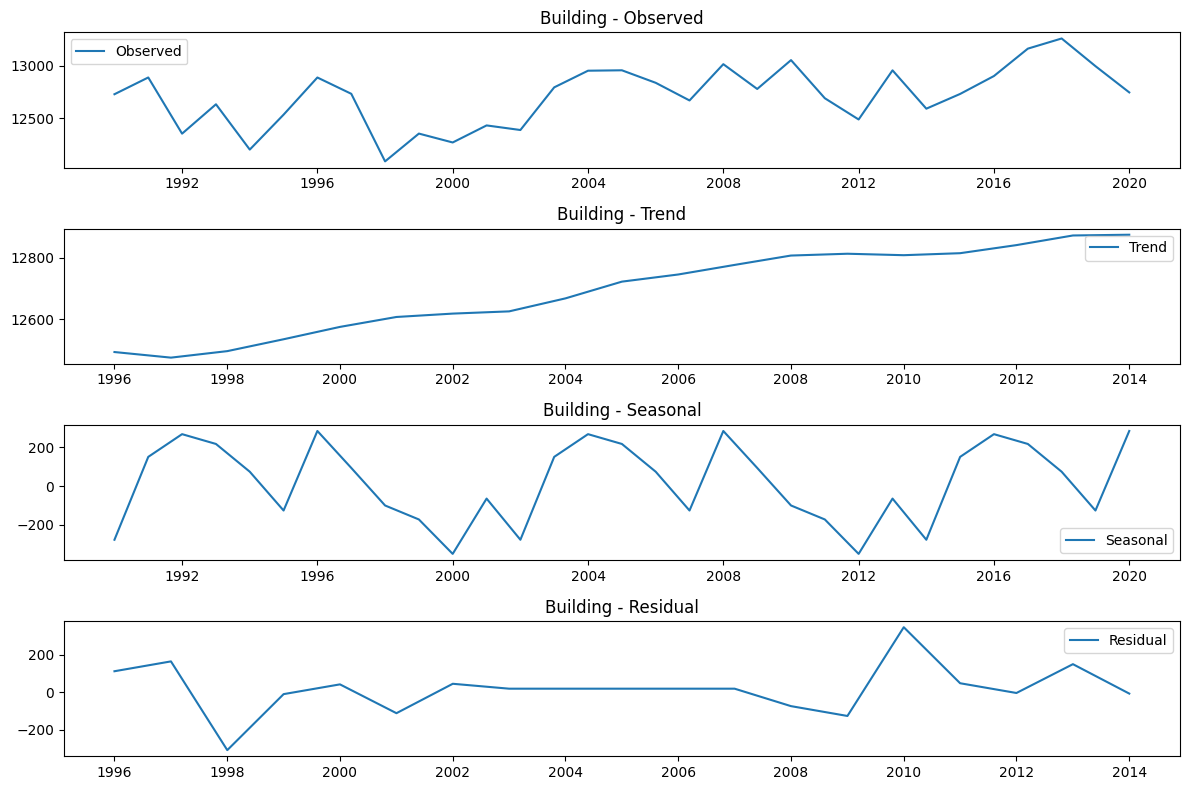 Building - Observed
Observed
13000
12500
1992 1996 2000 2004 2008 2012 2016 2020
Building - Trend
Trend
12800
12600
1996 1998 2000 2002 2004 2006 2008 2010 2012 2014
Building - Seasonal
200
0
−200
Seasonal
1992 1996 2000 2004 2008 2012 2016 2020
Building - Residual
Residual
200
0
−200
1996 1998 2000 2002 2004 2006 2008 2010 2012 2014